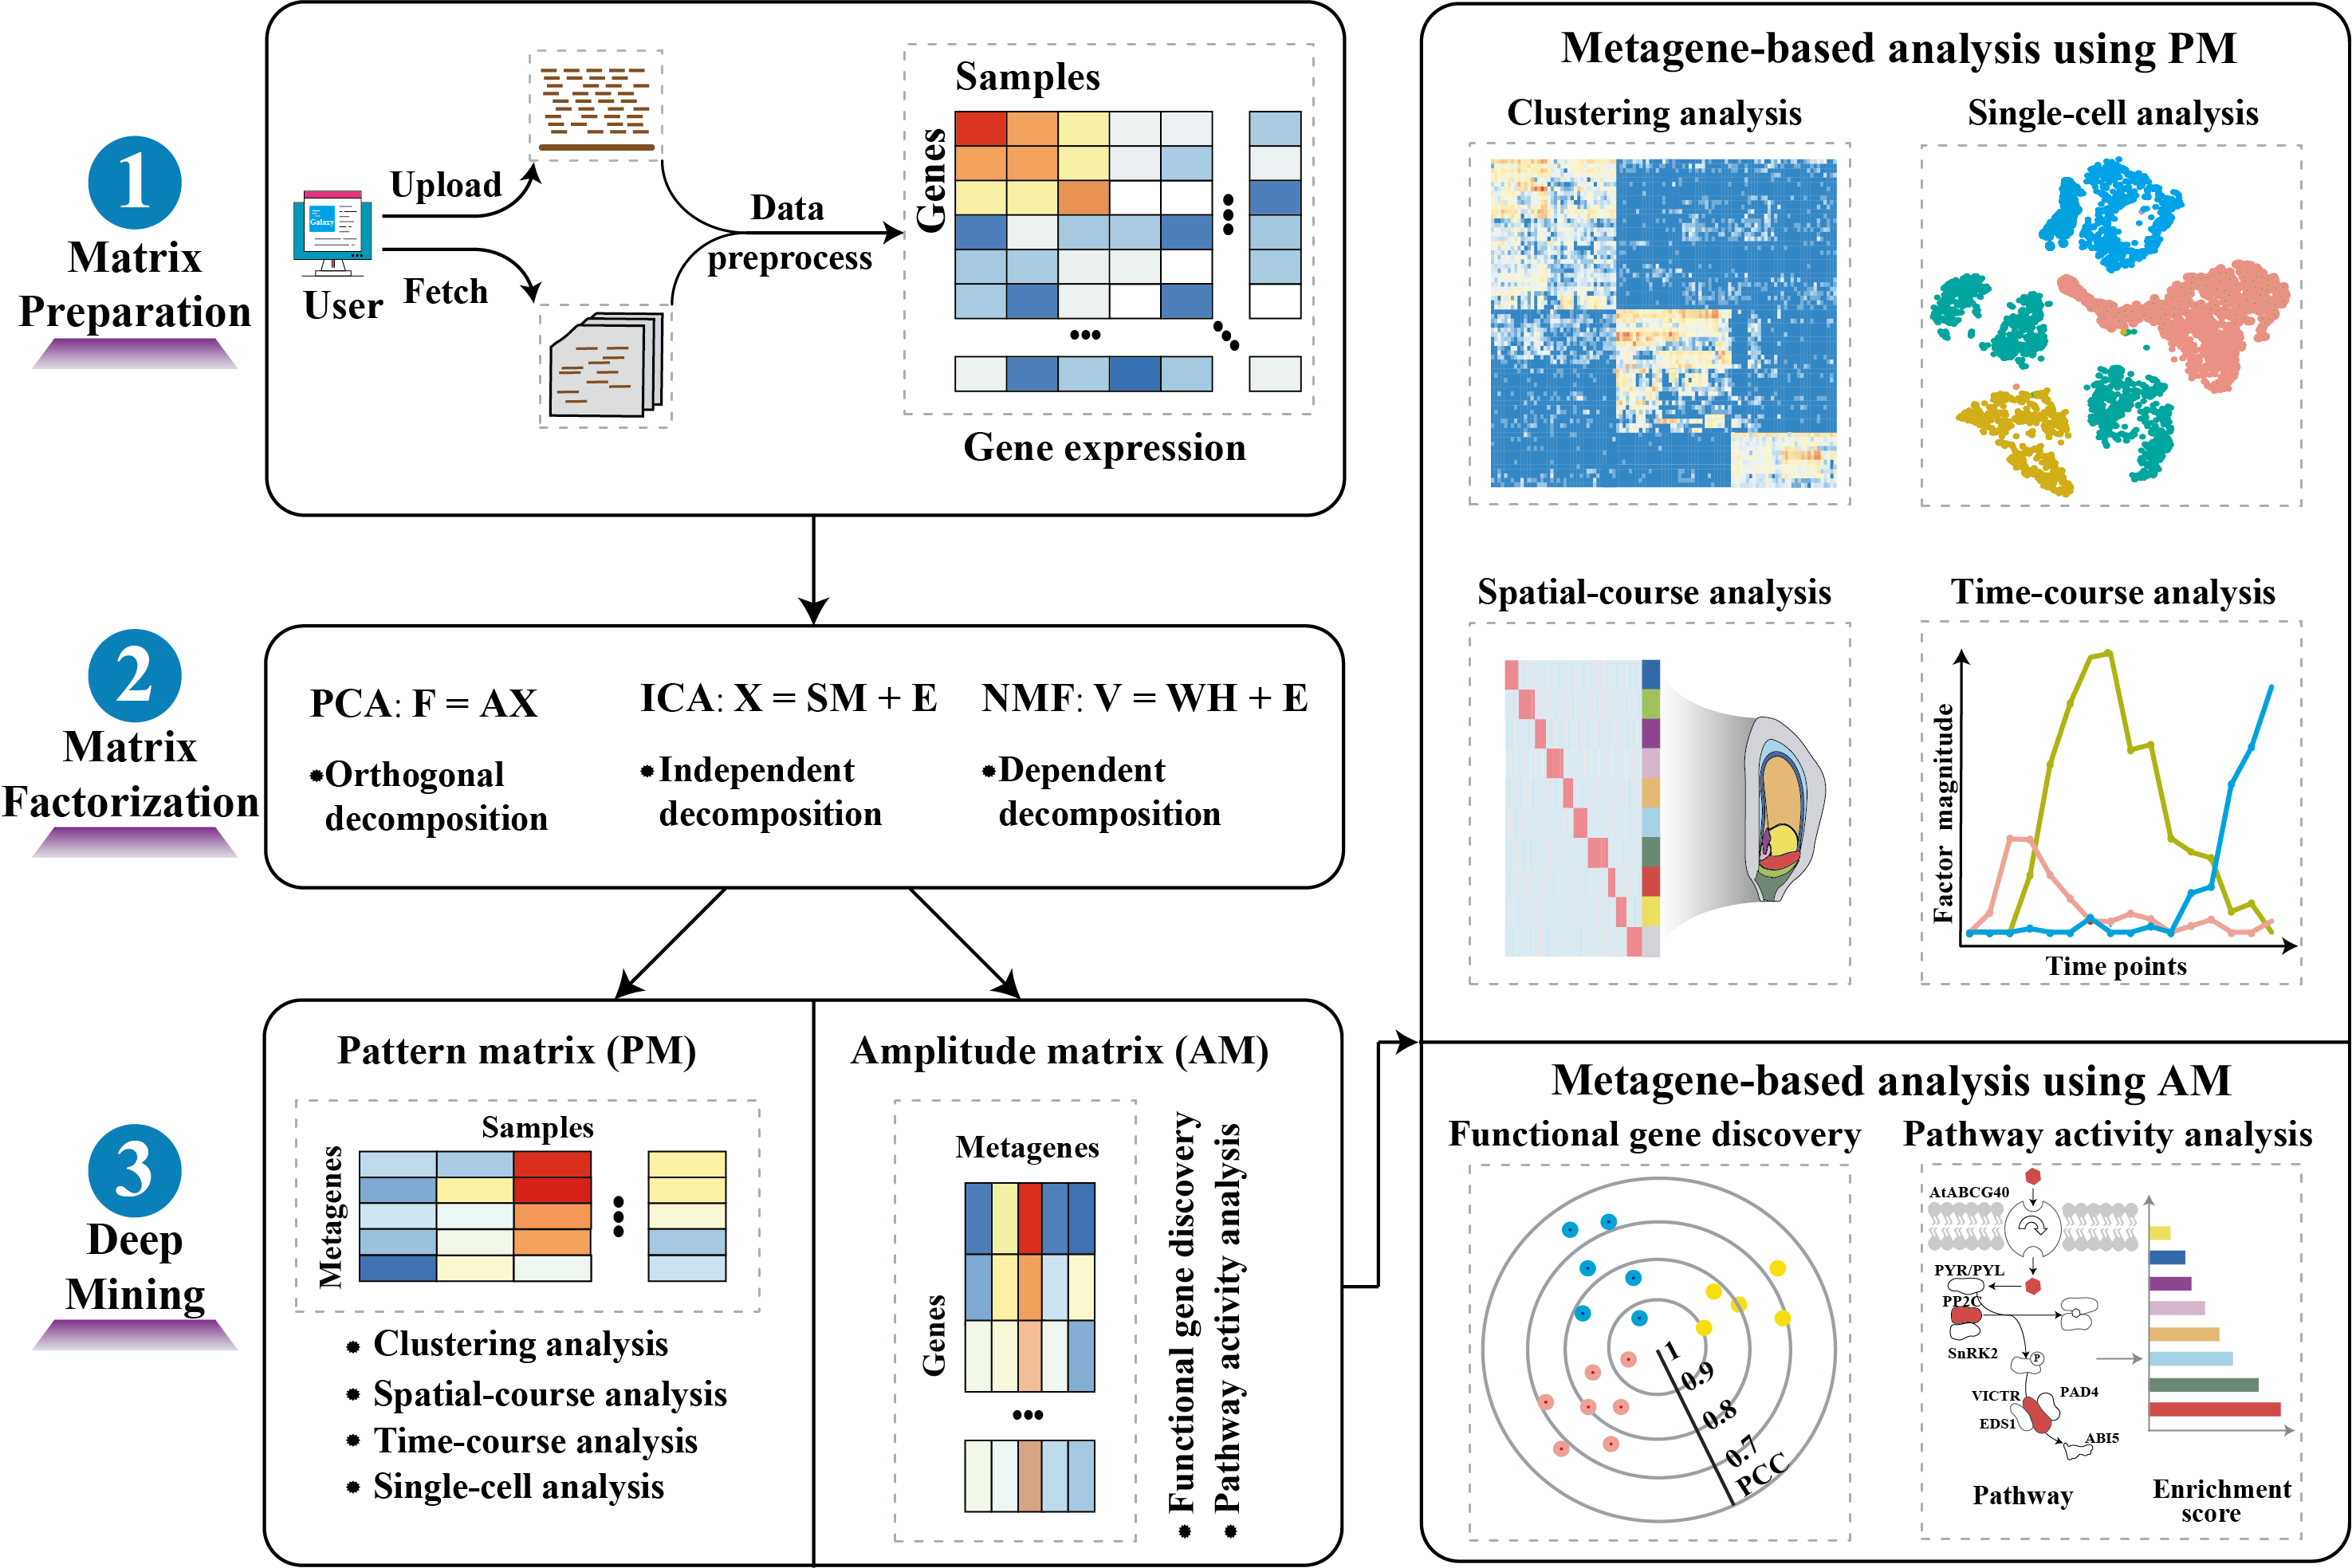 1
Matrix
Preparation
Galaxy
User
Upload
Fetch
Data
preprocess
Samples
Genes
Gene expression
2
Matrix
Factorization
PCA: F = AX
Orthogonal
decomposition
ICA: X = SM + E
Independent
decomposition
NMF: V = WH + E
Dependent
decomposition
3
Deep
Mining
Pattern matrix (PM)
Samples
Metagenes
Clustering analysis
Spatial-course analysis
Time-course analysis
Single-cell analysis
Amplitude matrix (AM)
Metagenes
Genes
Functional gene discovery
Pathway activity analysis
Metagene-based analysis using PM
Clustering analysis
Single-cell analysis
Spatial-course analysis
Time-course analysis
Factor magnitude
Time points
Metagene-based analysis using AM
Functional gene discovery
1
0.9
0.8
0.7
PCC
Pathway activity analysis
AtABCG40
PYR/PYL
PP2C
SnRK2
P
VICTR
PAD4
EDS1
ABI5
Pathway
Enrichment
score